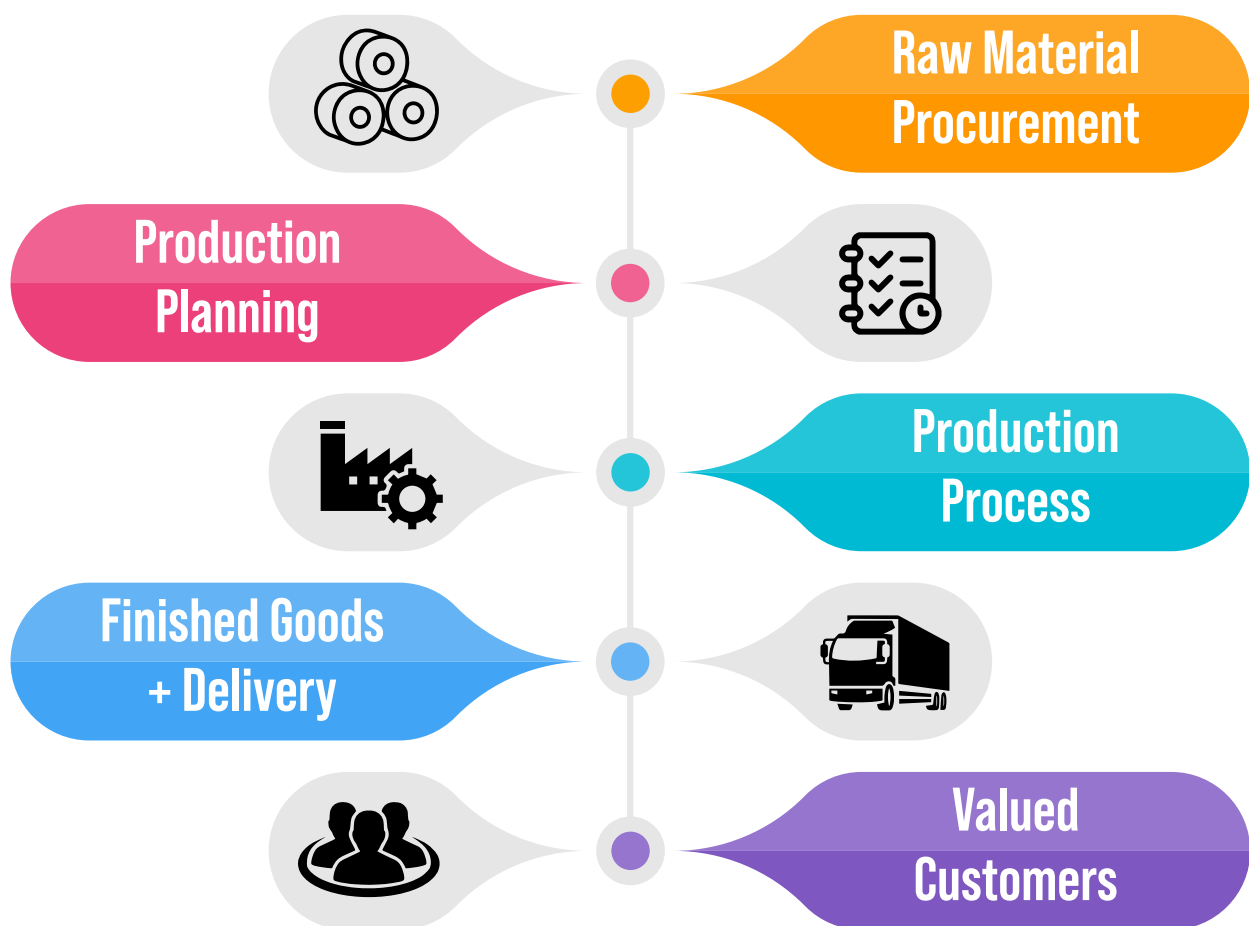 Raw Material
Procurement
Production
Planning
Production
Process
Finished Goods
+ Delivery
Valued
Customers